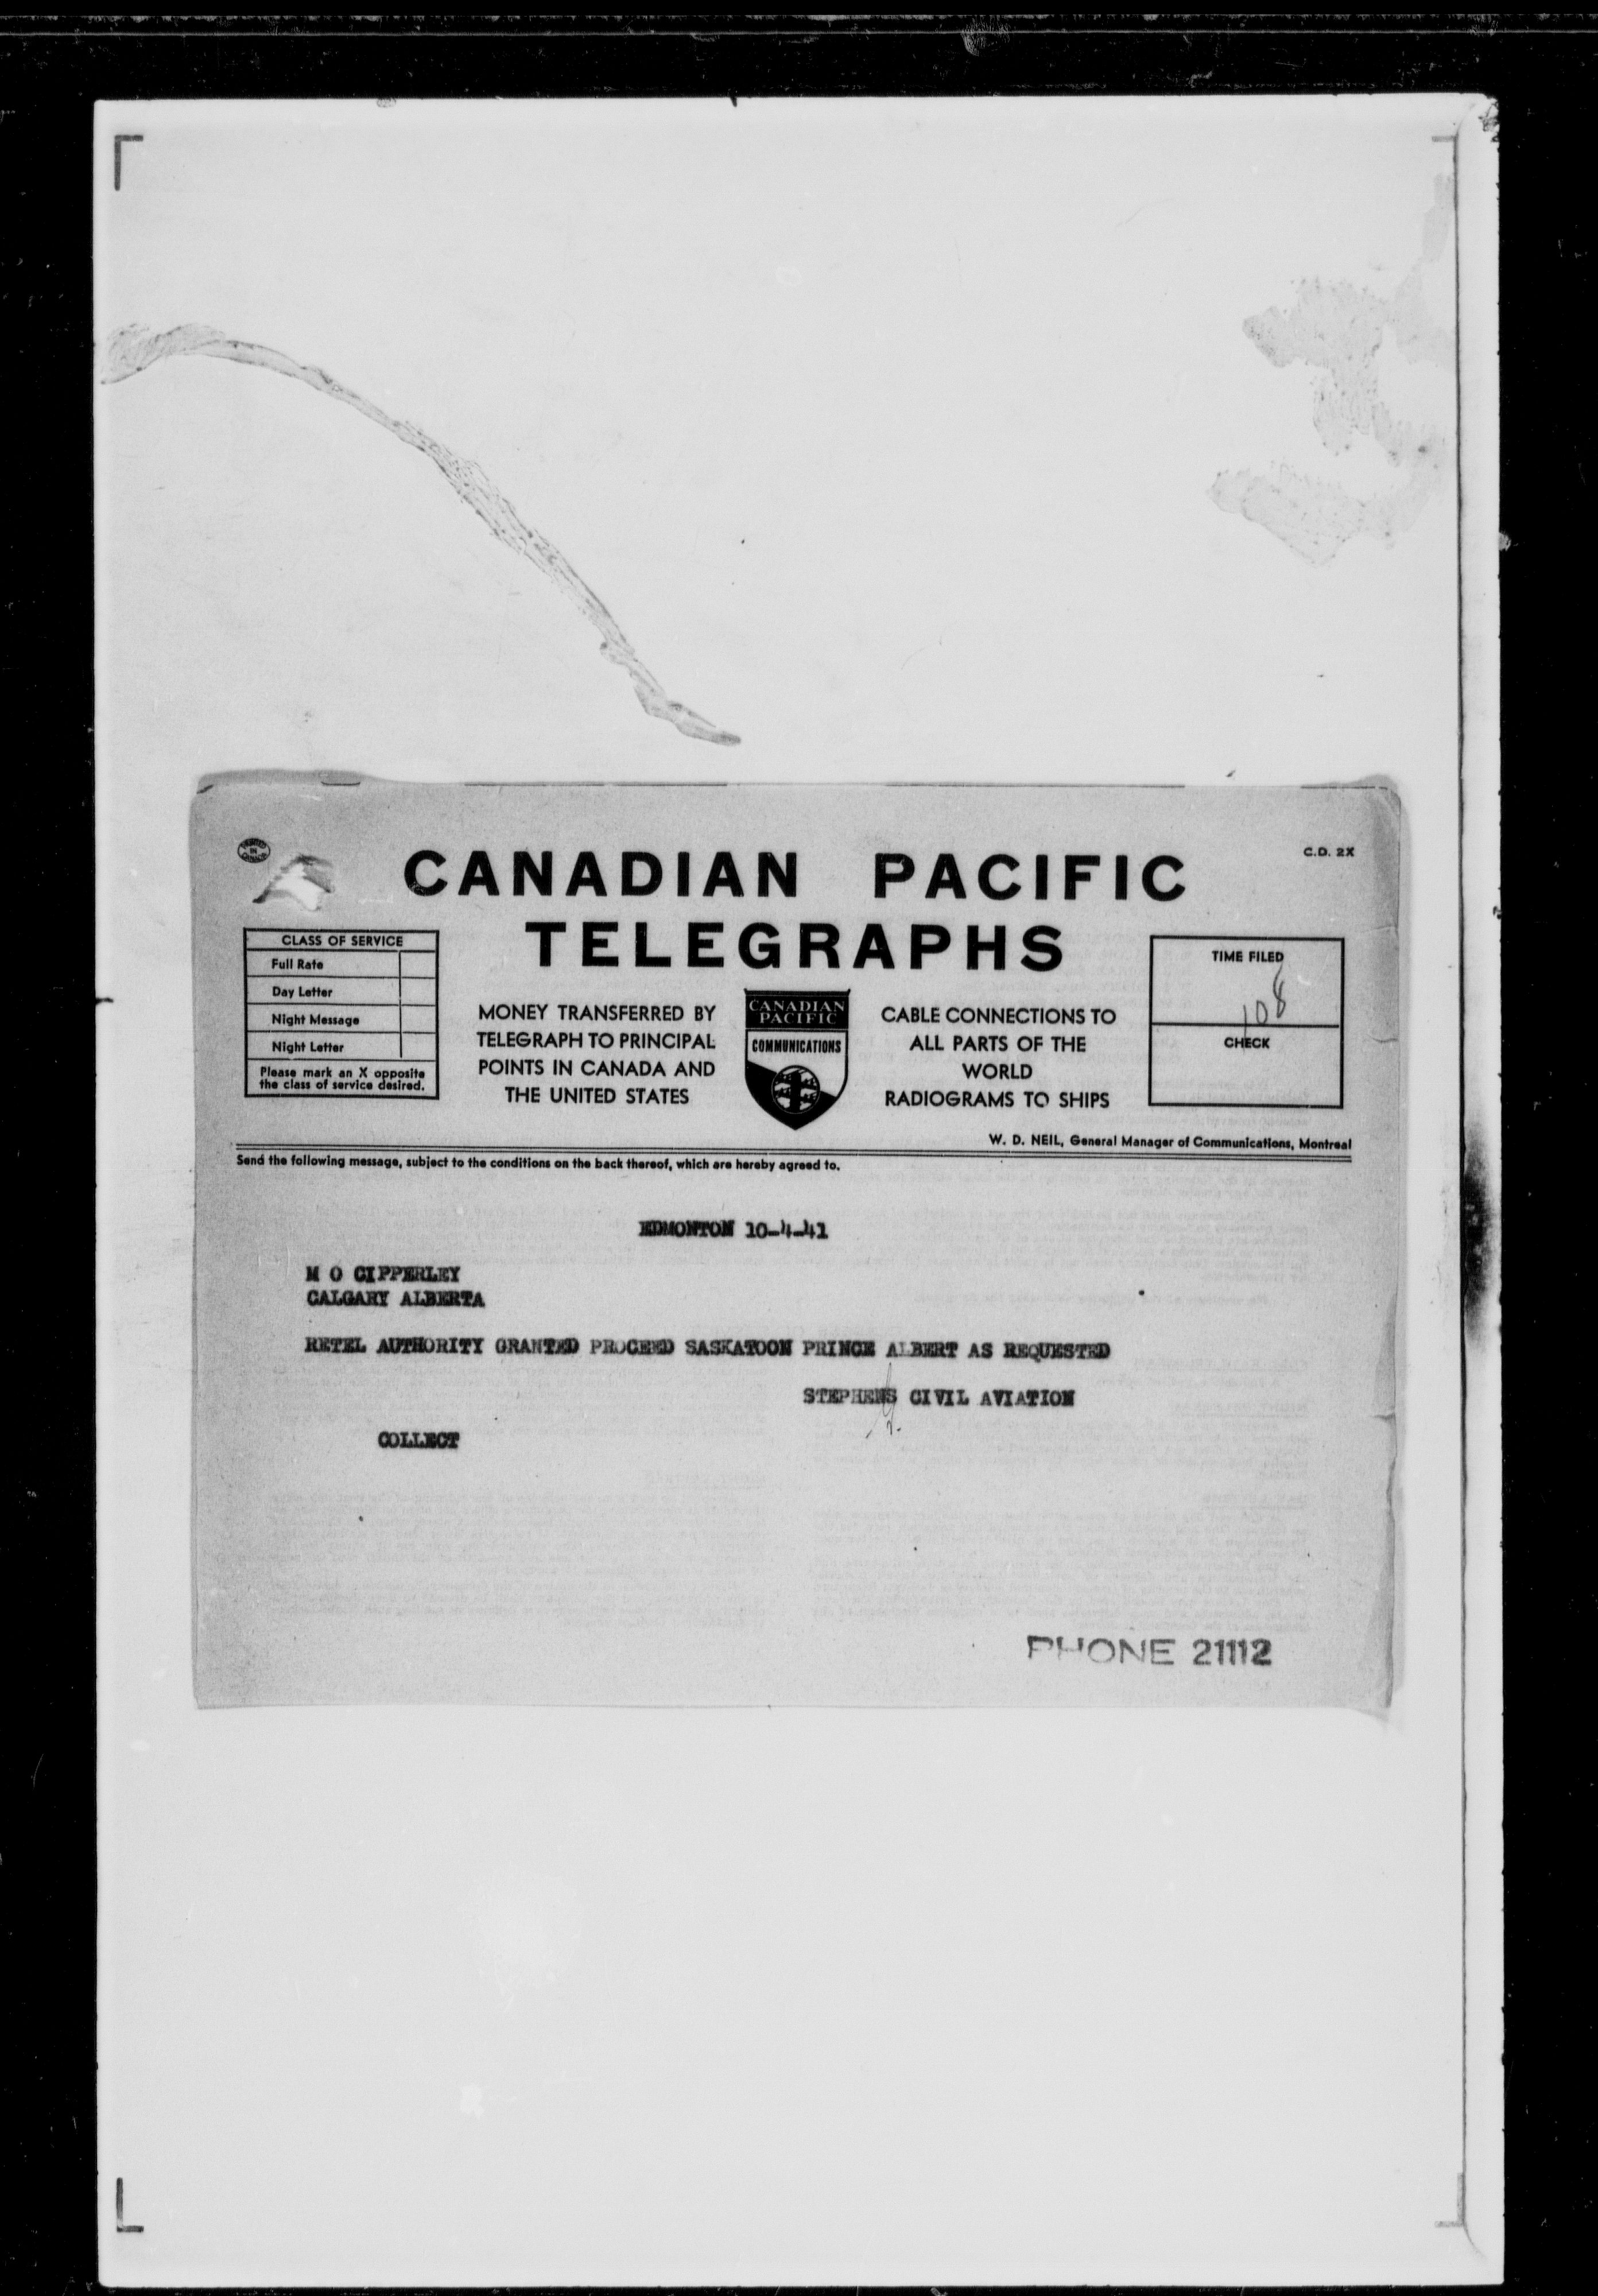 C.D. 2X
CANADIAN PACIFIC
TELEGRAPHS
CLASS OF SERVICE
Full Rate
Day Letter
Night Message
Night Letter
Please mark an X opposite
the class of service desired.
MONEY TRANSFERRED BY
TELEGRAPH TO PRINCIPAL
POINTS IN CANADA AND
THE UNITED STATES
CANADIAN
PACIFIC
COMMUNICATIONS
CABLE CONNECTIONS TO
ALL PARTS OF THE
WORLD
RADIOGRAMS TO SHIPS
TIME FILED
108
CHECK
W. D. NEIL, General Manager of Communications, Montreal
Send the following message, subject to the conditions on the back thereof, which are hereby agreed to.
EDMONTON 10-4-41
M O CIPPERLEY
CALGARY ALBERTA
RETEL AUTHORITY GRANTED PROCEED SASKATOON PRINCE ALBERT AS REQUESTED
STEPHENS CIVIL AVIATION
COLLECT
PHONE 21112